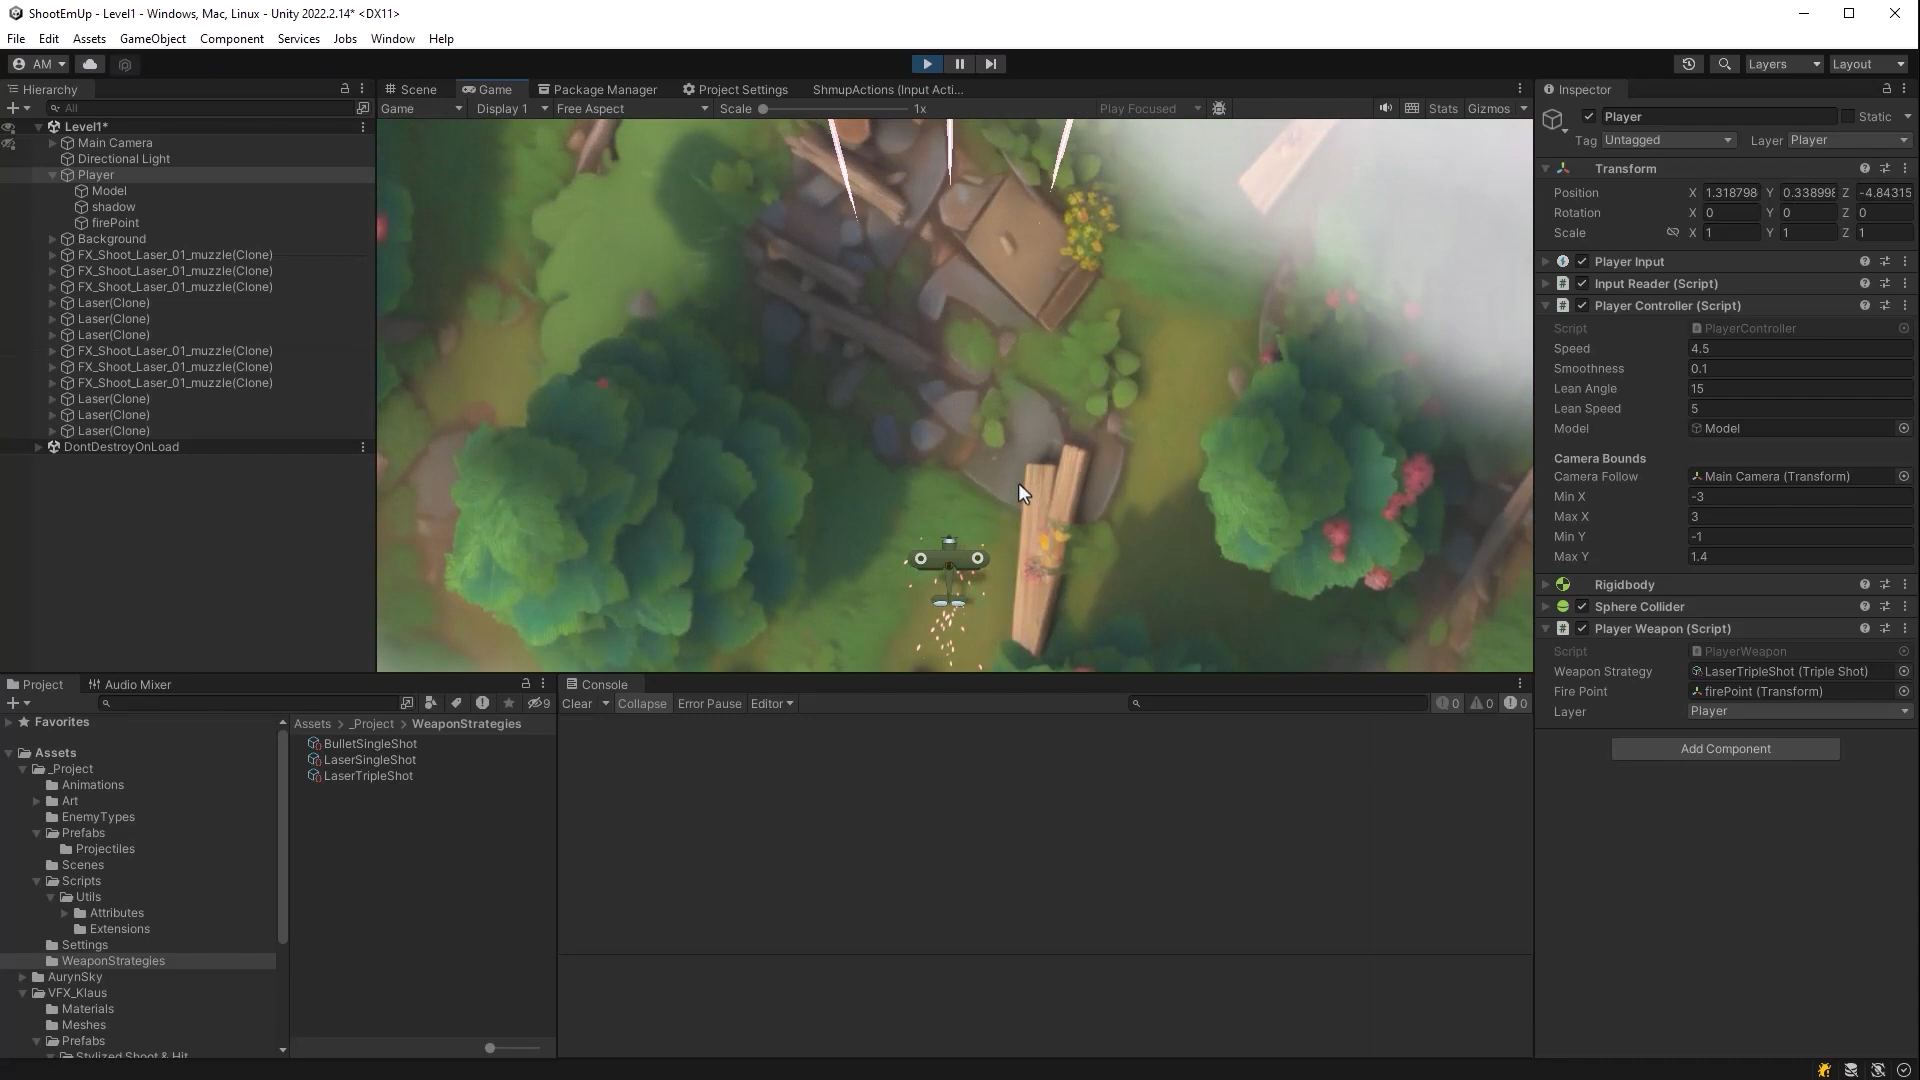 ShootEmUp - Level1 - Windows, Mac, Linux - Unity 2022.2.14* <DX11>
File Edit Assets GameObject Component Services Jobs Window Help
AM Layers Layout
Hierarchy
All
Level1*
Main Camera
Directional Light
Player
Model
shadow
firePoint
Background
FX_Shoot_Laser_01_muzzle(Clone)
FX_Shoot_Laser_01_muzzle(Clone)
FX_Shoot_Laser_01_muzzle(Clone)
Laser(Clone)
Laser(Clone)
Laser(Clone)
FX_Shoot_Laser_01_muzzle(Clone)
FX_Shoot_Laser_01_muzzle(Clone)
FX_Shoot_Laser_01_muzzle(Clone)
Laser(Clone)
Laser(Clone)
Laser(Clone)
DontDestroyOnLoad
Scene Game Package Manager Project Settings ShmupActions (Input Acti...
Game Display 1 Free Aspect Scale 1x Play Focused Stats Gizmos
Inspector
Player Static
Tag Untagged Layer Player
Transform
Position X 1.318798 Y 0.338998 Z -4.84315
Rotation X 0 Y 0 Z 0
Scale X 1 Y 1 Z 1
Player Input
# Input Reader (Script)
# Player Controller (Script)
Script PlayerController
Speed 4.5
Smoothness 0.1
Lean Angle 15
Lean Speed 5
Model Model
Camera Bounds
Camera Follow Main Camera (Transform)
Min X -3
Max X 3
Min Y -1
Max Y 1.4
Rigidbody
Sphere Collider
# Player Weapon (Script)
Script PlayerWeapon
Weapon Strategy LaserTripleShot (Triple Shot)
Fire Point firePoint (Transform)
Layer Player
Add Component
Project Audio Mixer
9
Favorites
Assets
_Project
Animations
Art
EnemyTypes
Prefabs
Projectiles
Scenes
Scripts
Utils
Attributes
Extensions
Settings
WeaponStrategies
AurynSky
VFX_Klaus
Materials
Meshes
Prefabs
Stylized Shoot & Hit
Assets > _Project > WeaponStrategies
BulletSingleShot
LaserSingleShot
LaserTripleShot
Console
Clear Collapse Error Pause Editor 0 0 0